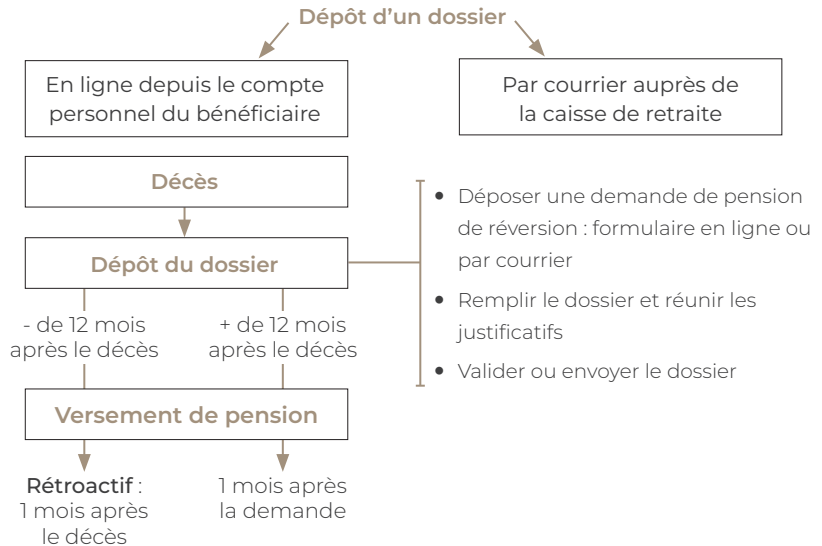 Dépôt d'un dossier
En ligne depuis le compte
personnel du bénéficiaire
Par courrier auprès de
la caisse de retraite
Décès
Dépôt du dossier
• Déposer une demande de pension
de réversion : formulaire en ligne ou
par courrier
• Remplir le dossier et réunir les
justificatifs
• Valider ou envoyer le dossier
- de 12 mois
après le décès
+ de 12 mois
après le décès
Versement de pension
Rétroactif :
1 mois après
le décès
1 mois après
la demande